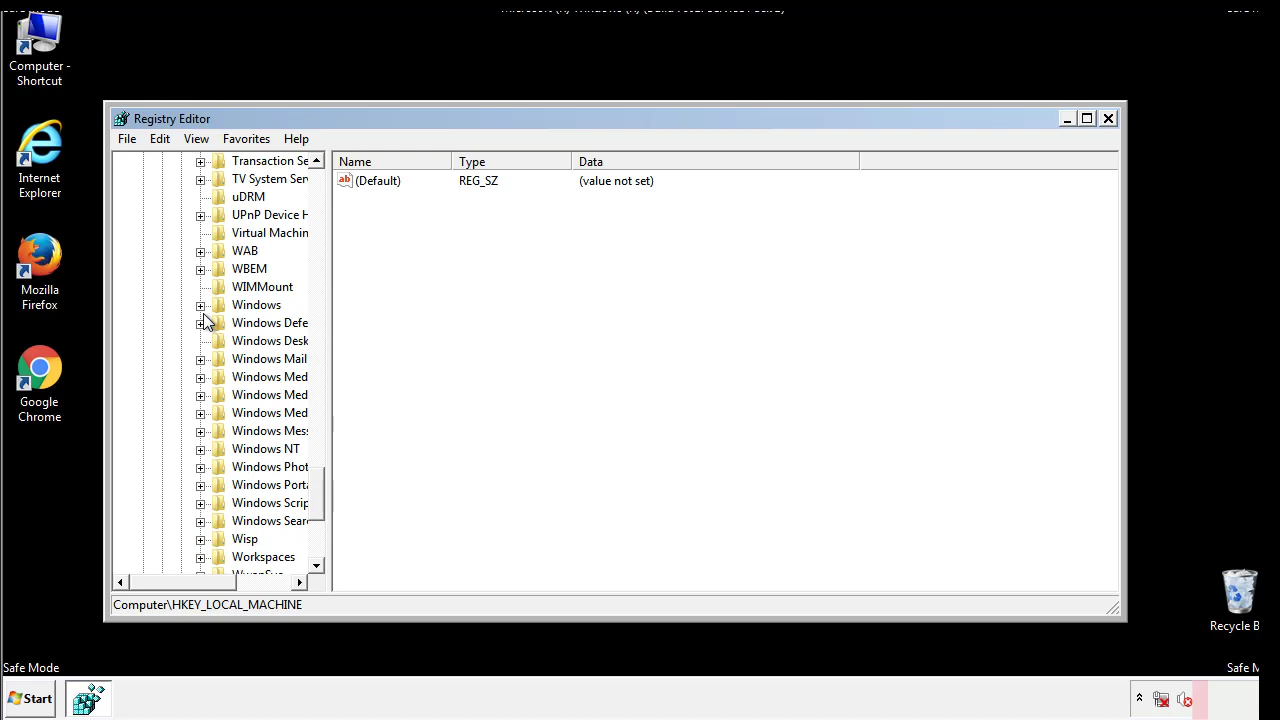 Computer -
Shortcut
Internet
Explorer
Mozilla
Firefox
Google
Chrome
Registry Editor
File Edit View Favorites Help
Transaction Se
TV System Serv
uDRM
UPnP Device H
Virtual Machin
WAB
WBEM
WIMMount
Windows
Windows Defe
Windows Desk
Windows Mail
Windows Med
Windows Med
Windows Med
Windows Mess
Windows NT
Windows Phot
Windows Porta
Windows Scrip
Windows Sear
Wisp
Workspaces
Name Type Data
(Default) REG_SZ (value not set)
Computer\HKEY_LOCAL_MACHINE
Recycle B
Safe Mode
Safe M
Start